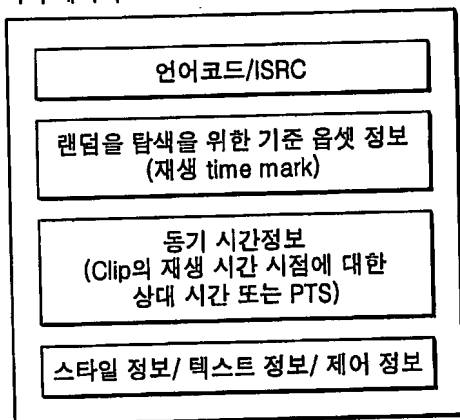 언어코드/ISRC
랜덤을 탐색을 위한 기준 옵셋 정보
(재생 time mark)
동기 시간정보
(Clip의 재생 시간 시점에 대한
상대 시간 또는 PTS)
스타일 정보/ 텍스트 정보/ 제어 정보